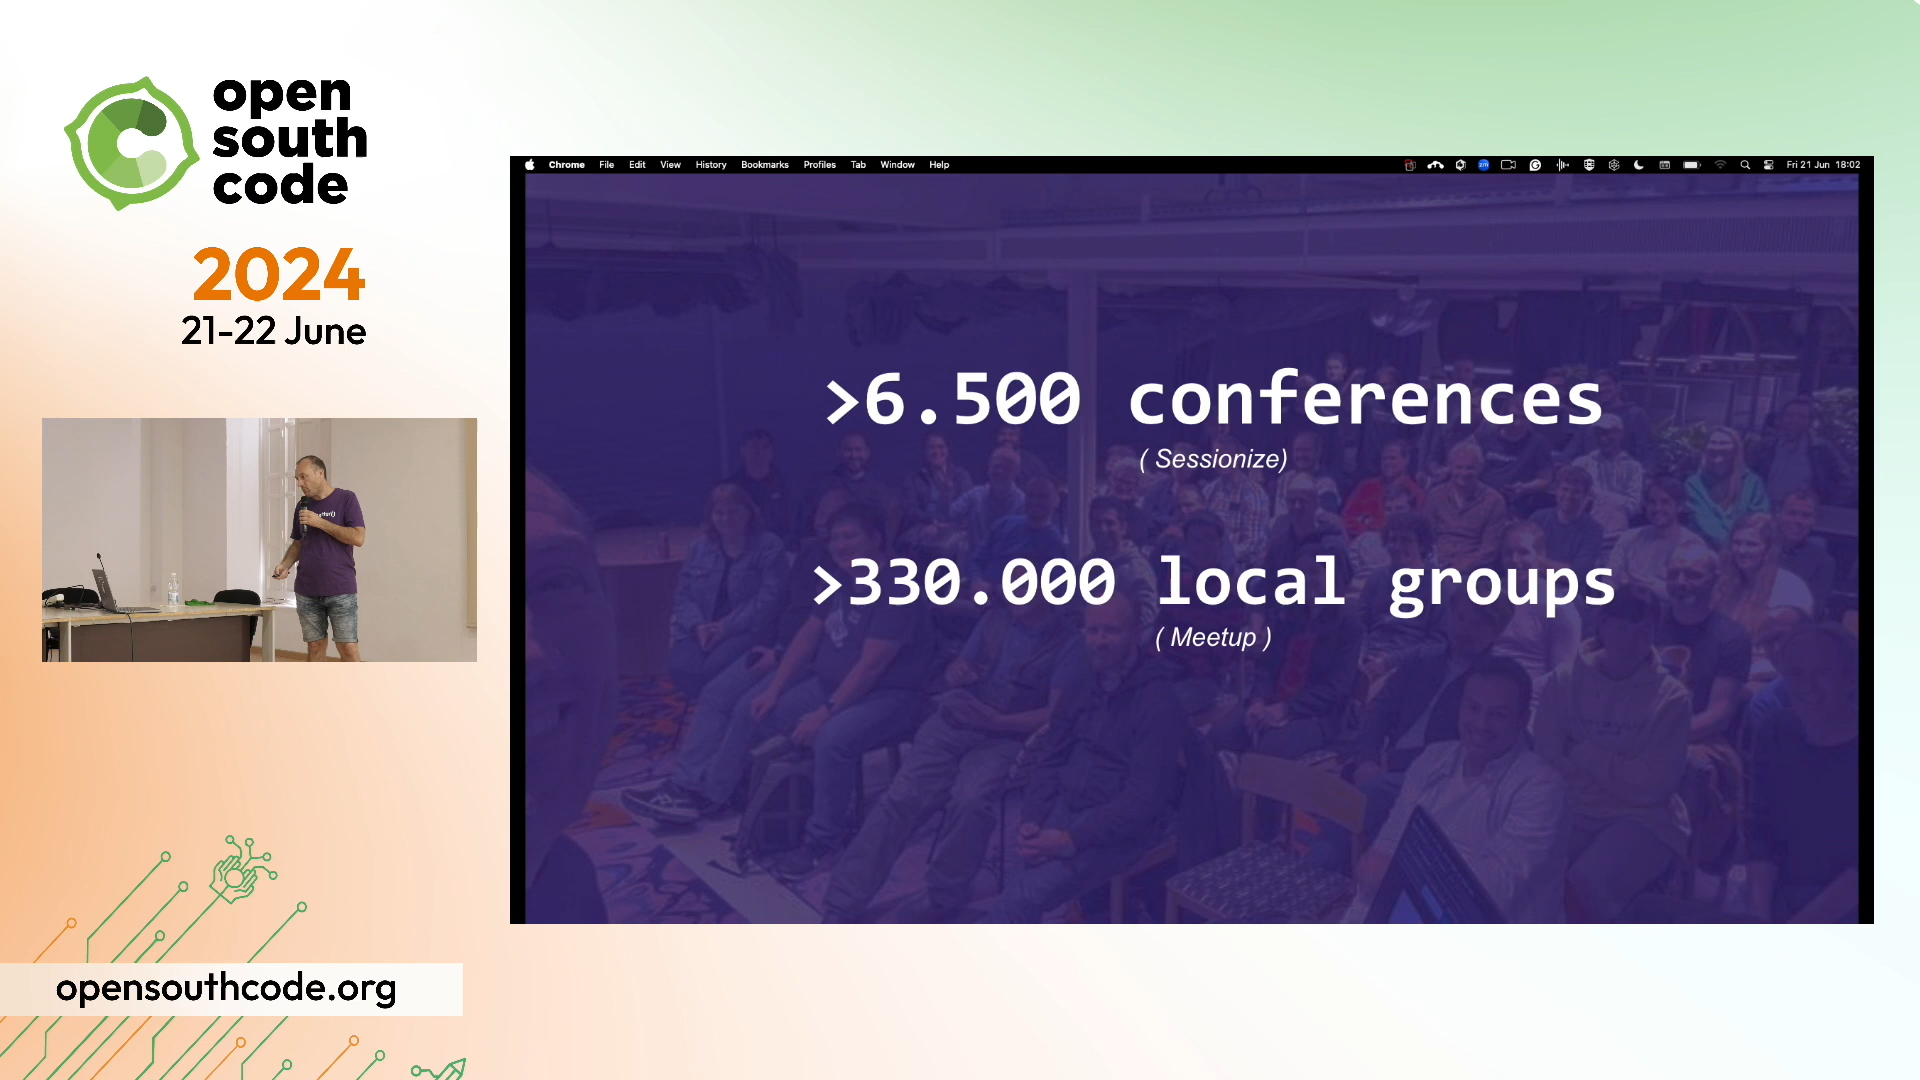 open
south
code
2024
21-22 June
Chrome File Edit View History Bookmarks Profiles Tab Window Help
Fri 21 Jun 18:02
>6.500 conferences
( Sessionize)
>330.000 local groups
( Meetup )
opensouthcode.org